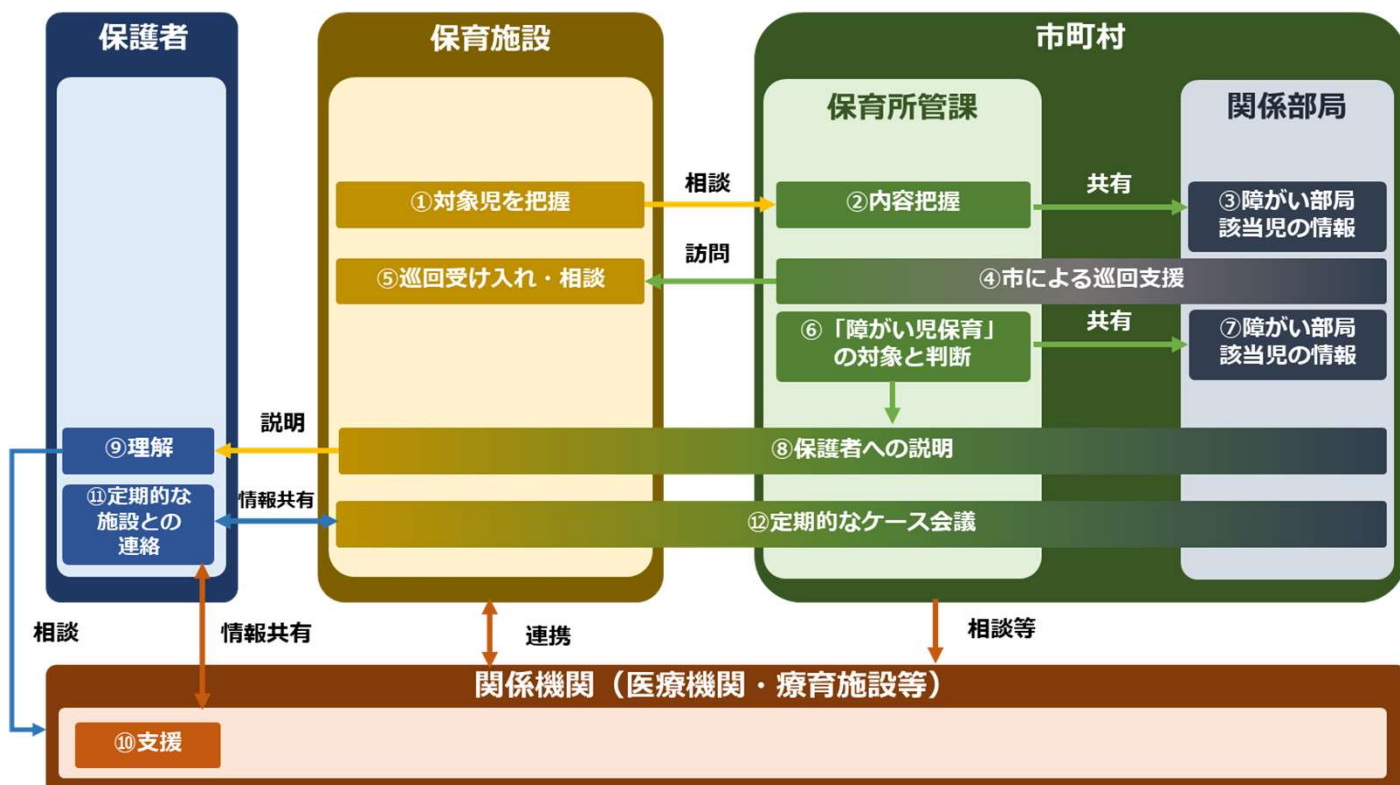 保護者
保育施設
市町村
保育所管課
関係部局
①対象児を把握
相談
②内容把握
共有
③障がい部局
該当児の情報
⑤巡回受け入れ・相談
訪問
④市による巡回支援
⑥「障がい児保育」
の対象と判断
共有
⑦障がい部局
該当児の情報
⑨理解
説明
⑧保護者への説明
⑪定期的な
施設との
連絡
情報共有
⑫定期的なケース会議
相談
情報共有
連携
相談等
関係機関（医療機関・療育施設等）
⑩支援